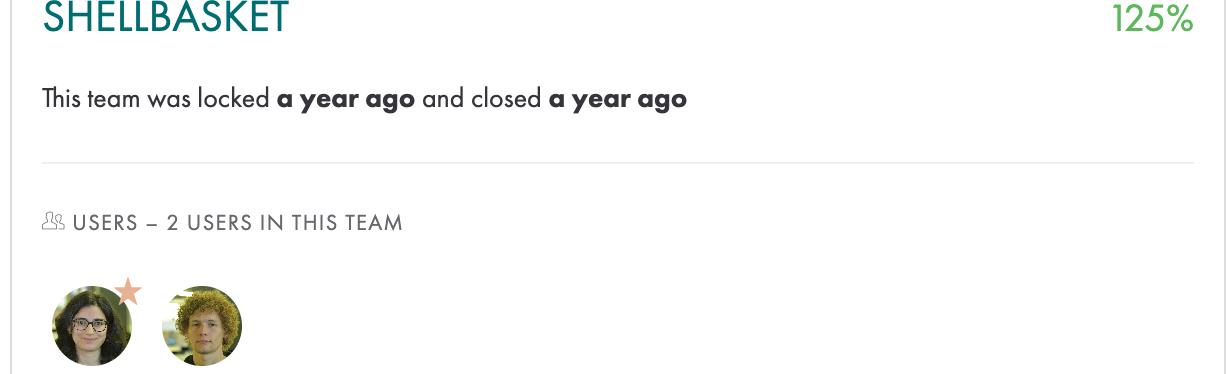 SHELLBASKET
125%
This team was locked a year ago and closed a year ago
USERS – 2 USERS IN THIS TEAM